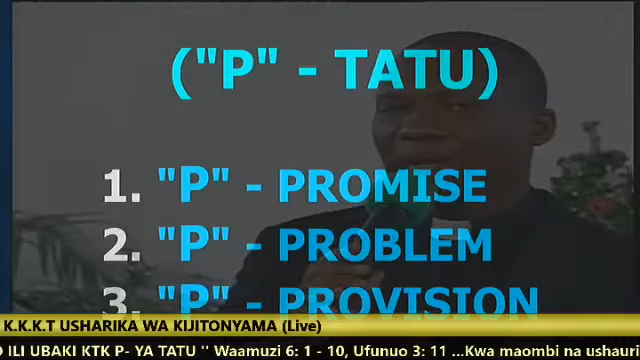 ("P" - TATU)
1. "P" - PROMISE
2. "P" - PROBLEM
3. "P" - PROVISION
K.K.K.T USHARIKA WA KIJITONYAMA (Live)
ILI UBAKI KTK P- YA TATU '' Waamuzi 6: 1 - 10, Ufunuo 3: 11 ...Kwa maombi na ushauri